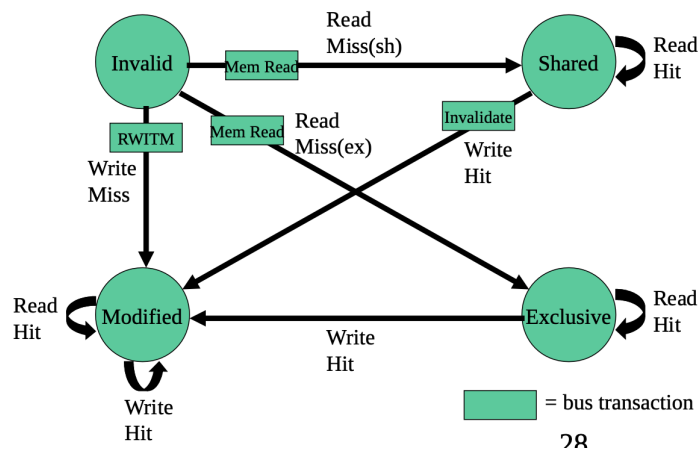 Read
Miss(sh)
Invalid
Mem Read
Shared
Read
Hit
RWITM
Mem Read
Read
Miss(ex)
Invalidate
Write
Hit
Write
Miss
Read
Hit
Modified
Exclusive
Read
Hit
Write
Hit
Write
Hit
= bus transaction
28